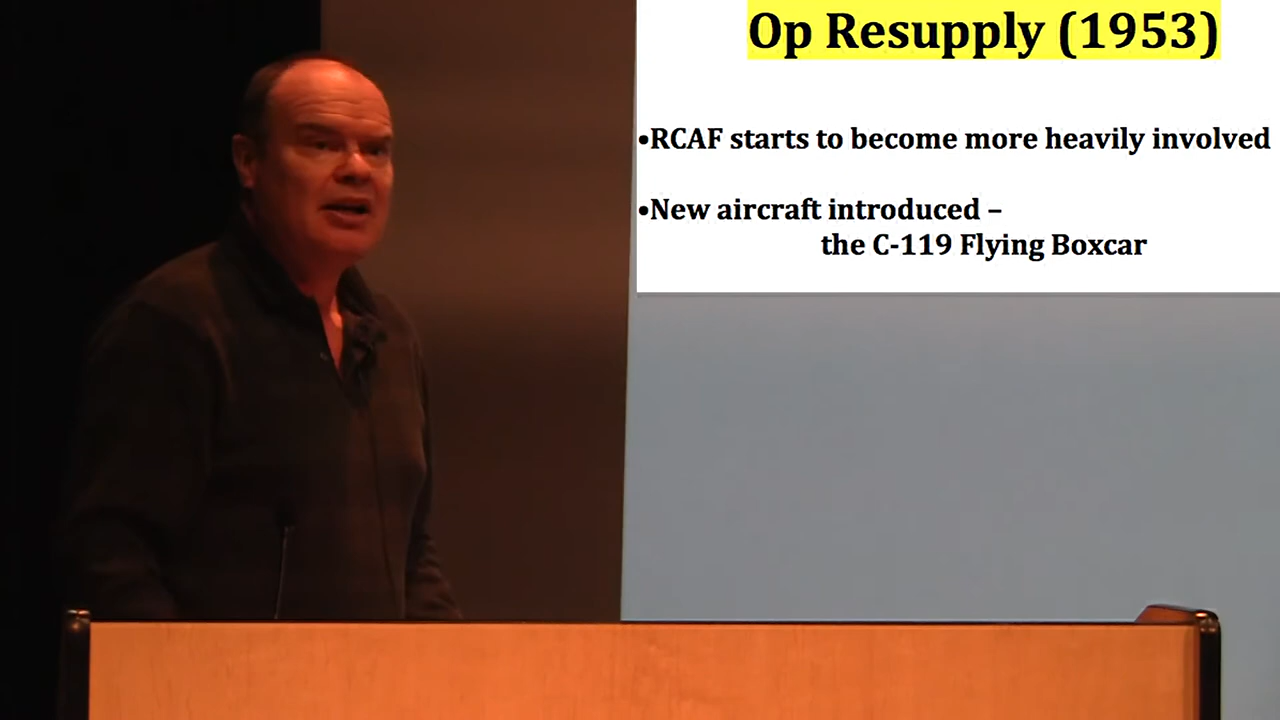 Op Resupply (1953)
•RCAF starts to become more heavily involved
•New aircraft introduced –
the C-119 Flying Boxcar